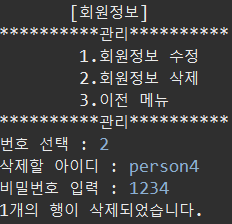 [회원정보]
**********관리**********
1.회원정보 수정
2.회원정보 삭제
3.이전 메뉴
**********관리**********
번호 선택 : 2
삭제할 아이디 : person4
비밀번호 입력 : 1234
1개의 행이 삭제되었습니다.